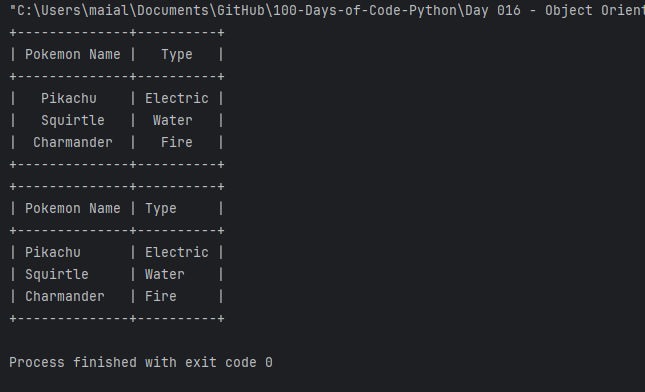 "C:\Users\maial\Documents\GitHub\100-Days-of-Code-Python\Day 016 - Object Orient
+--------------+----------+
| Pokemon Name |   Type   |
+--------------+----------+
|   Pikachu    | Electric |
|   Squirtle   |  Water   |
|  Charmander  |   Fire   |
+--------------+----------+
+--------------+----------+
| Pokemon Name | Type     |
+--------------+----------+
| Pikachu      | Electric |
| Squirtle     | Water    |
| Charmander   | Fire     |
+--------------+----------+
Process finished with exit code 0